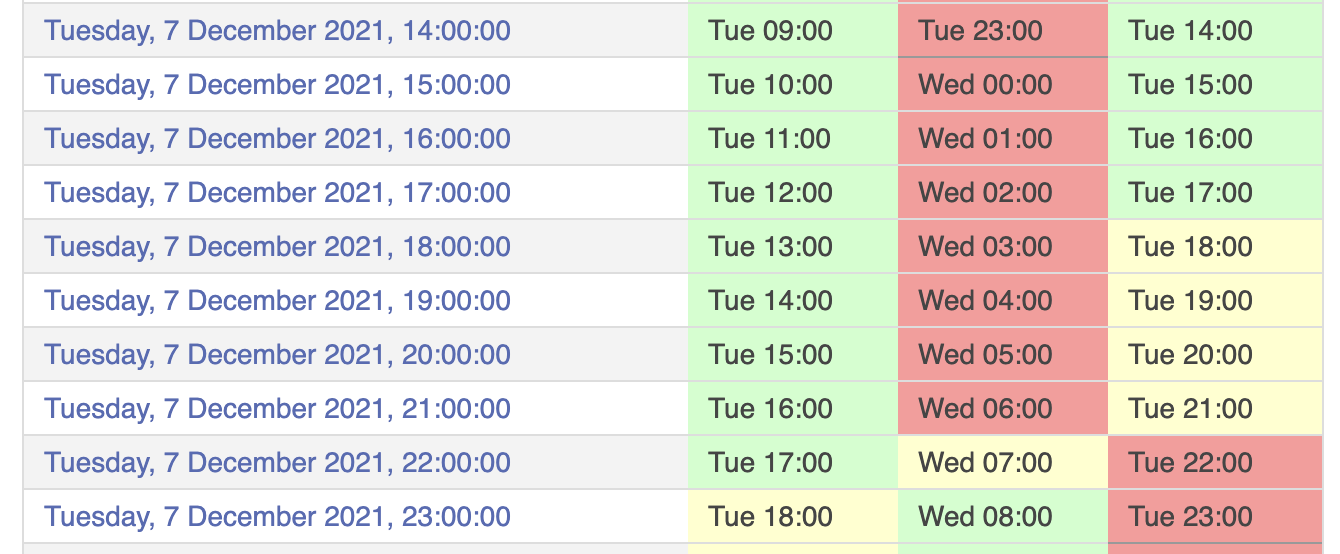 Tuesday, 7 December 2021, 14:00:00 Tue 09:00 Tue 23:00 Tue 14:00
Tuesday, 7 December 2021, 15:00:00 Tue 10:00 Wed 00:00 Tue 15:00
Tuesday, 7 December 2021, 16:00:00 Tue 11:00 Wed 01:00 Tue 16:00
Tuesday, 7 December 2021, 17:00:00 Tue 12:00 Wed 02:00 Tue 17:00
Tuesday, 7 December 2021, 18:00:00 Tue 13:00 Wed 03:00 Tue 18:00
Tuesday, 7 December 2021, 19:00:00 Tue 14:00 Wed 04:00 Tue 19:00
Tuesday, 7 December 2021, 20:00:00 Tue 15:00 Wed 05:00 Tue 20:00
Tuesday, 7 December 2021, 21:00:00 Tue 16:00 Wed 06:00 Tue 21:00
Tuesday, 7 December 2021, 22:00:00 Tue 17:00 Wed 07:00 Tue 22:00
Tuesday, 7 December 2021, 23:00:00 Tue 18:00 Wed 08:00 Tue 23:00